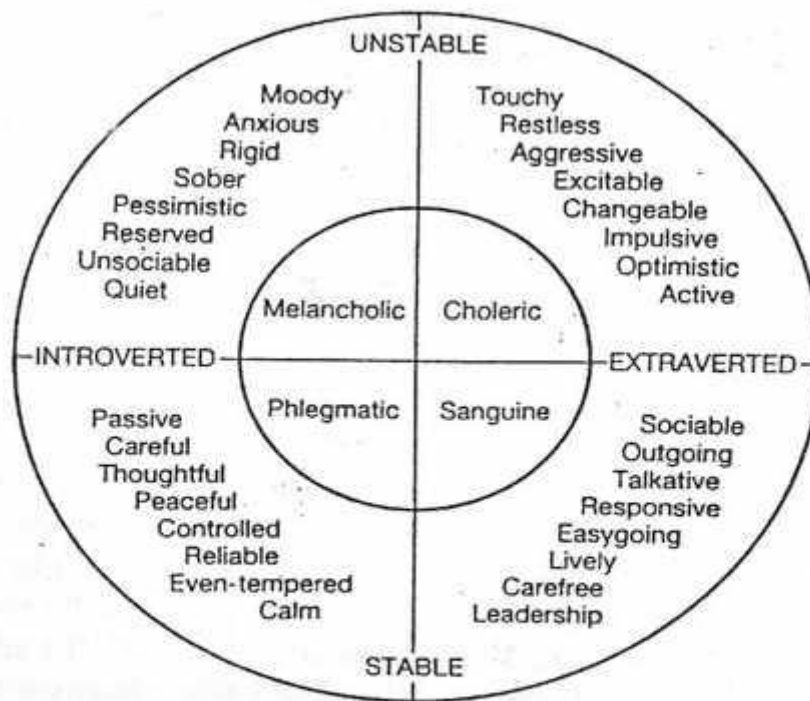 UNSTABLE
Moody
Anxious
Rigid
Sober
Pessimistic
Reserved
Unsociable
Quiet
Touchy
Restless
Aggressive
Excitable
Changeable
Impulsive
Optimistic
Active
Melancholic
Choleric
INTROVERTED
EXTRAVERTED
Phlegmatic
Sanguine
Passive
Careful
Thoughtful
Peaceful
Controlled
Reliable
Even-tempered
Calm
Sociable
Outgoing
Talkative
Responsive
Easygoing
Lively
Carefree
Leadership
STABLE